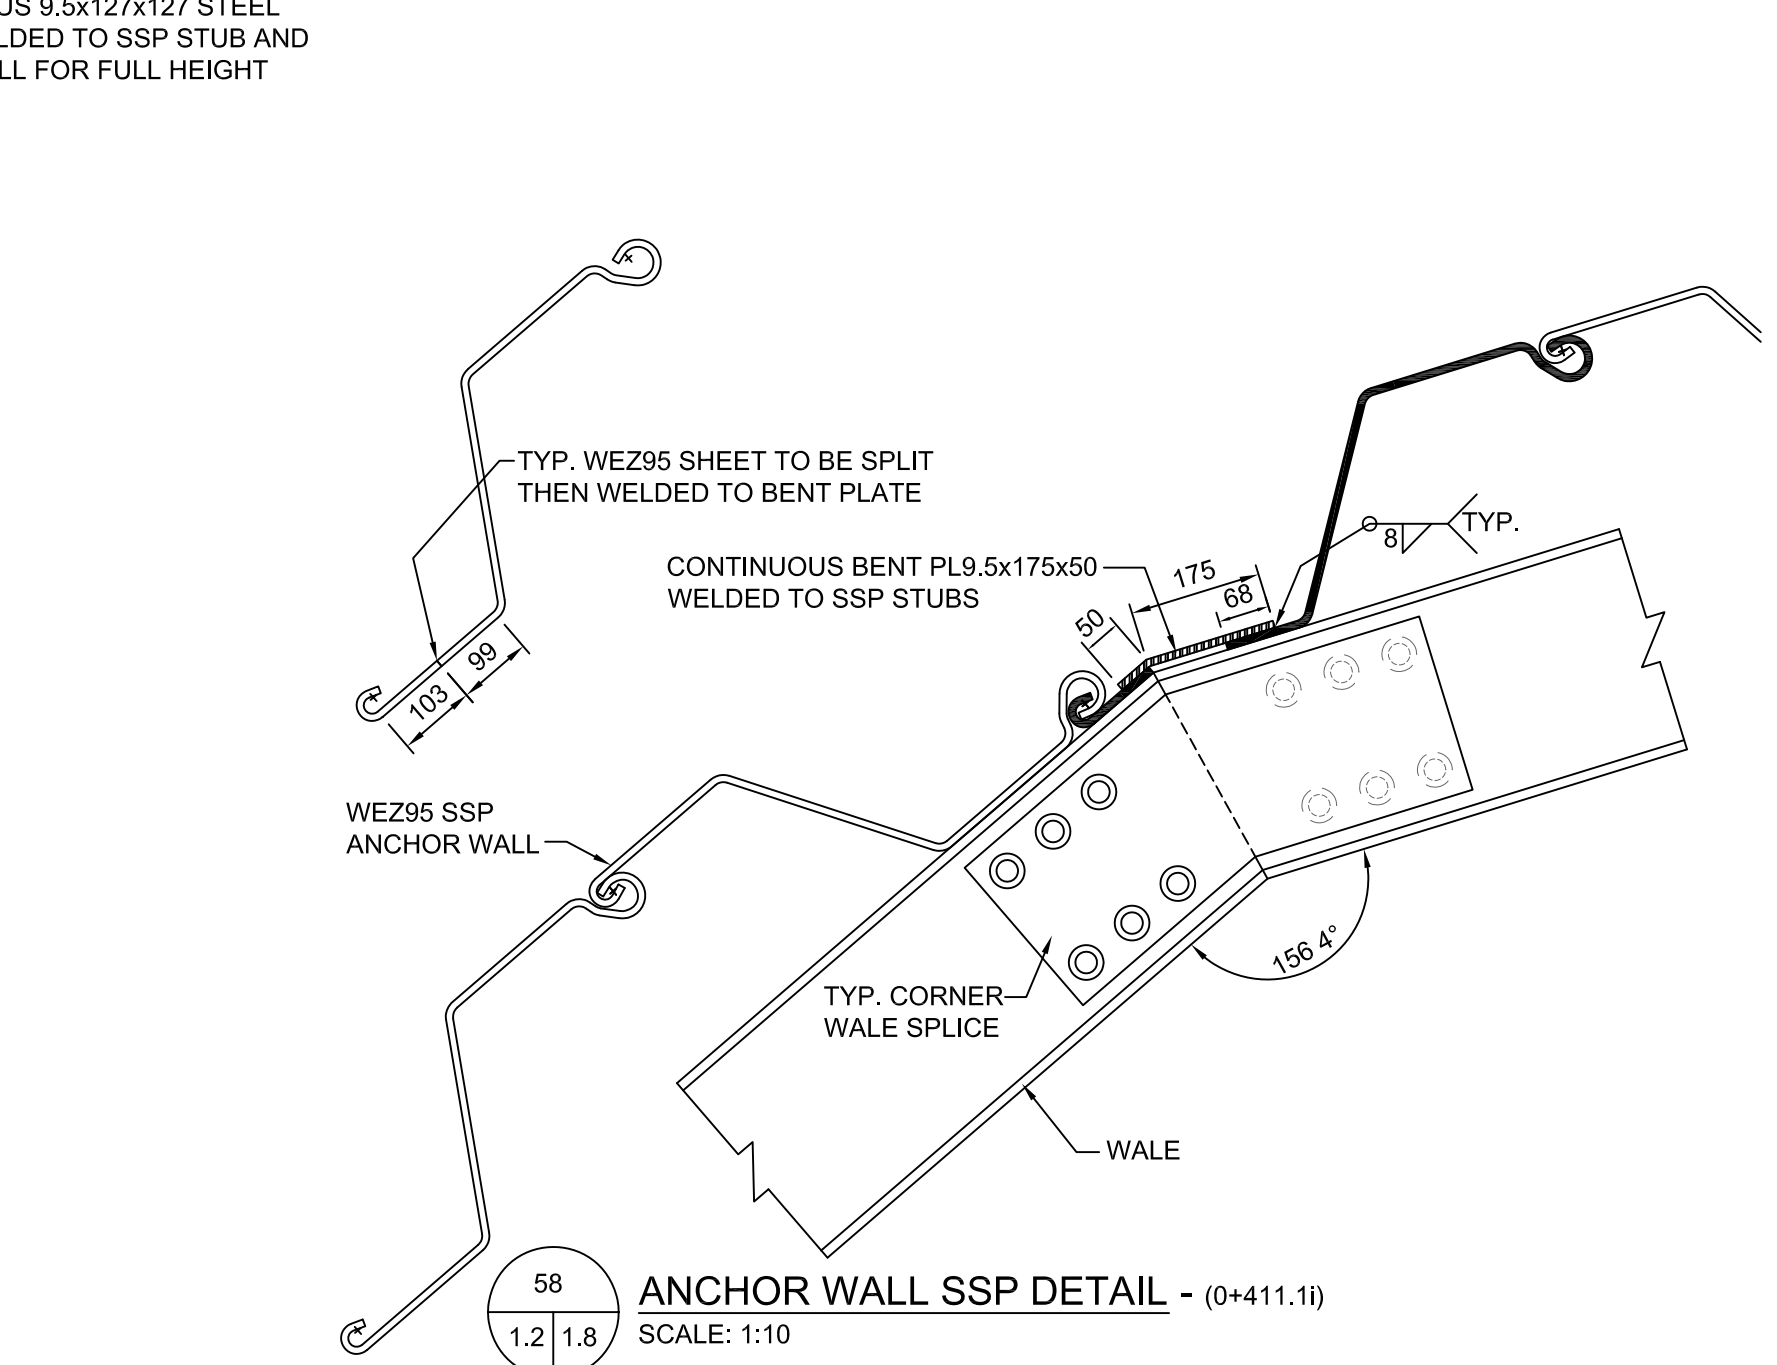 US 9.5x127x127 STEEL
LDED TO SSP STUB AND
LL FOR FULL HEIGHT
TYP. WEZ95 SHEET TO BE SPLIT
THEN WELDED TO BENT PLATE
CONTINUOUS BENT PL9.5x175x50
WELDED TO SSP STUBS
175
68
50
8
TYP.
99
103
WEZ95 SSP
ANCHOR WALL
156 4°
TYP. CORNER
WALE SPLICE
WALE
58
1.2 1.8
ANCHOR WALL SSP DETAIL - (0+411.1i)
SCALE: 1:10